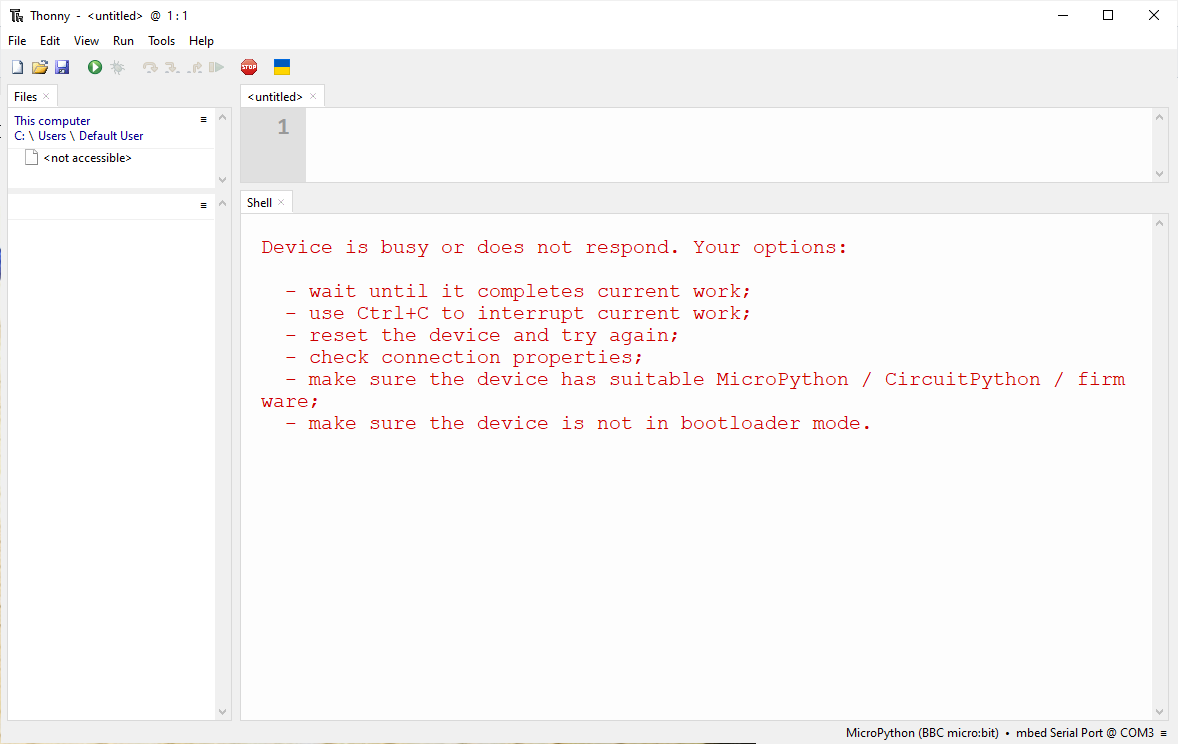 Thonny - <untitled> @ 1 : 1
File Edit View Run Tools Help
STOP
Files
<untitled>
This computer
C: \ Users \ Default User
<not accessible>
1
Shell
Device is busy or does not respond. Your options:
- wait until it completes current work;
- use Ctrl+C to interrupt current work;
- reset the device and try again;
- check connection properties;
- make sure the device has suitable MicroPython / CircuitPython / firm
ware;
- make sure the device is not in bootloader mode.
MicroPython (BBC micro:bit) • mbed Serial Port @ COM3 ≡